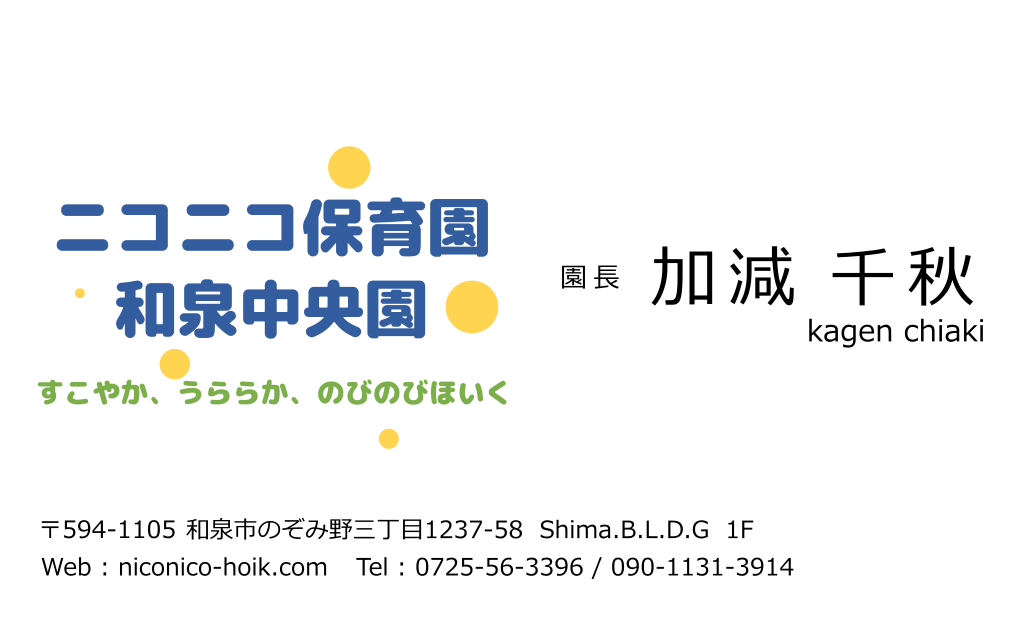 ニコニコ保育園
和泉中央園
すこやか、うららか、のびのびほいく
園長 加減 千秋
kagen chiaki
〒594-1105 和泉市のぞみ野三丁目1237-58 Shima.B.L.D.G 1F
Web : niconico-hoik.com Tel : 0725-56-3396 / 090-1131-3914